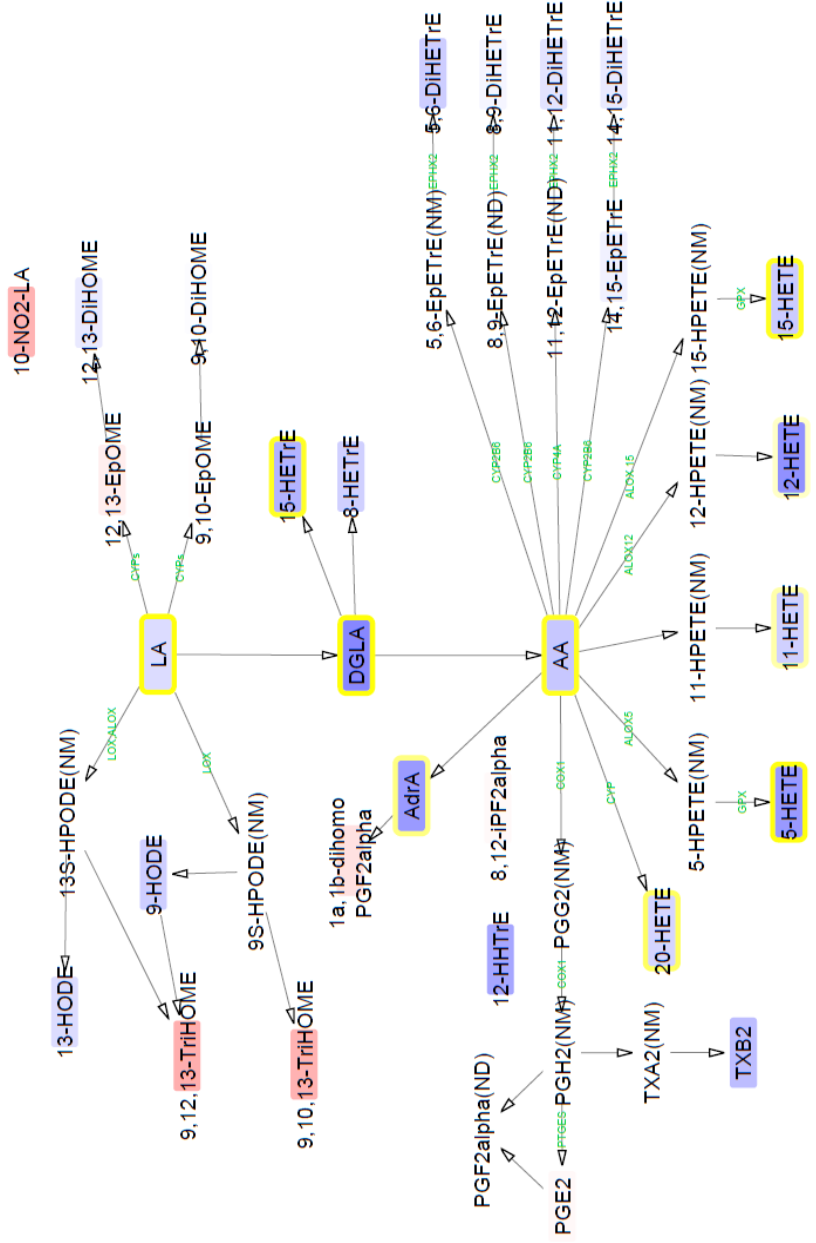 10-NO2-LA
12,13-DiHOME
9,10-DiHOME
12,13-EpOME
9,10-EpOME
CYPs
CYPs
LA
LOX,ALOX
LOX
13S-HPODE(NM)
13-HODE
9-HODE
9S-HPODE(NM)
9,12,13-TriHOME
9,10,13-TriHOME
15-HETrE
8-HETrE
DGLA
AdrA
1a,1b-dihomo
PGF2alpha
5,6-DiHETrE
8,9-DiHETrE
11,12-DiHETrE
14,15-DiHETrE
EPHX2
EPHX2
EPHX2
EPHX2
5,6-EpETrE(NM)
8,9-EpETrE(ND)
11,12-EpETrE(ND)
14,15-EpETrE
CYP2B6
CYP2B6
CYP4A
CYP2B6
AA
ALOX 15
ALOX12
ALOX5
CYP
COX1
8,12-iPF2alpha
12-HHTrE
PGG2(NM)
COX1
PGH2(NM)
PTGES
PGE2
PGF2alpha(ND)
TXA2(NM)
TXB2
20-HETE
5-HPETE(NM)
GPX
5-HETE
11-HPETE(NM)
11-HETE
12-HPETE(NM)
12-HETE
15-HPETE(NM)
GPX
15-HETE